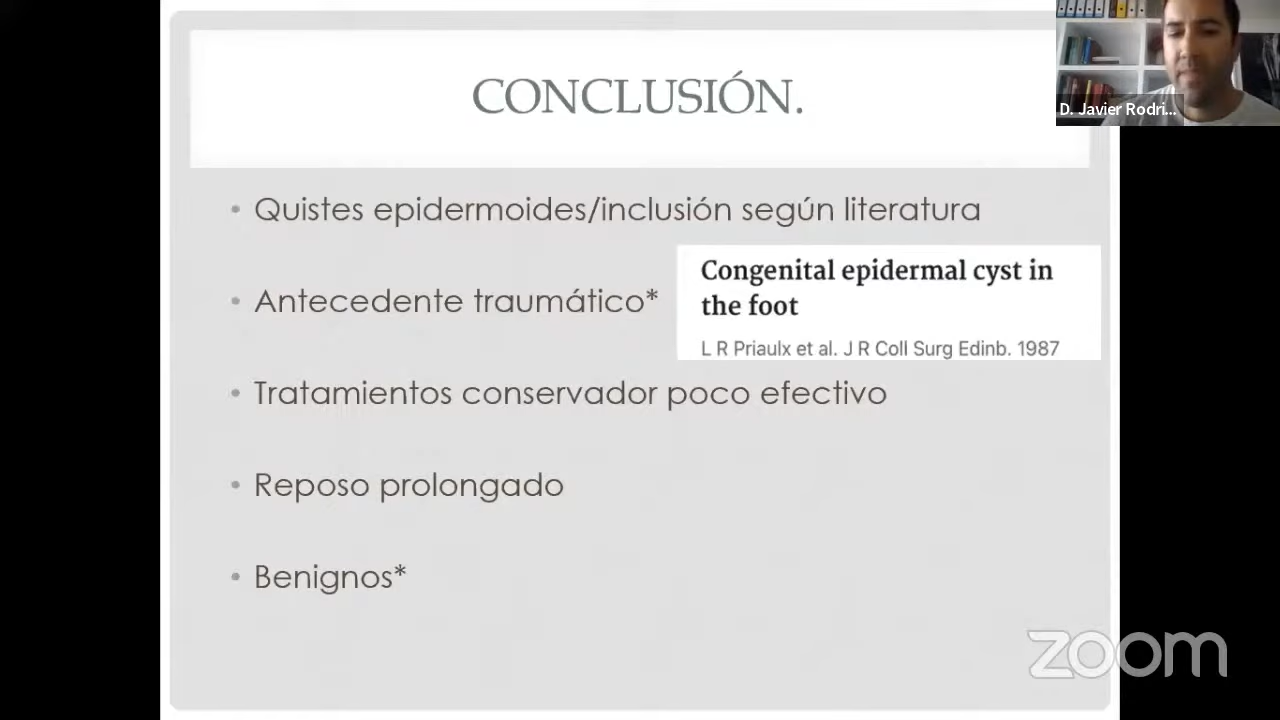 CONCLUSIÓN.
D. Javier Rodri...
• Quistes epidermoides/inclusión según literatura
Congenital epidermal cyst in
the foot
L R Priaulx et al. J R Coll Surg Edinb. 1987
• Antecedente traumático*
• Tratamientos conservador poco efectivo
• Reposo prolongado
• Benignos*
zoom